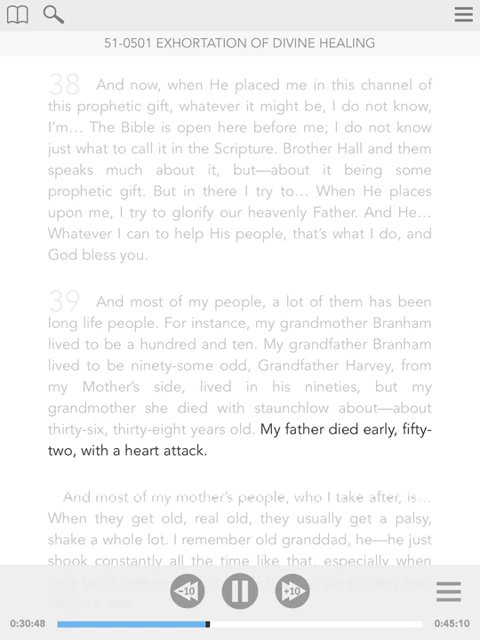 51-0501 EXHORTATION OF DIVINE HEALING
38 And now, when He placed me in this channel of
this prophetic gift, whatever it might be, I do not know,
I'm… The Bible is open here before me; I do not know
just what to call it in the Scripture. Brother Hall and them
speaks much about it, but—about it being some
prophetic gift. But in there I try to… When He places
upon me, I try to glorify our heavenly Father. And He…
Whatever I can to help His people, that's what I do, and
God bless you.
39 And most of my people, a lot of them has been
long life people. For instance, my grandmother Branham
lived to be a hundred and ten. My grandfather Branham
lived to be ninety-some odd, Grandfather Harvey, from
my Mother's side, lived in his nineties, but my
grandmother she died with staunchlow about—about
thirty-six, thirty-eight years old. My father died early, fifty-
two, with a heart attack.
And most of my mother's people, who I take after, is…
When they get old, real old, they usually get a palsy,
shake a whole lot. I remember old granddad, he—he just
shook constantly all the time like that, especially when
-10
+10
0:30:48
0:45:10